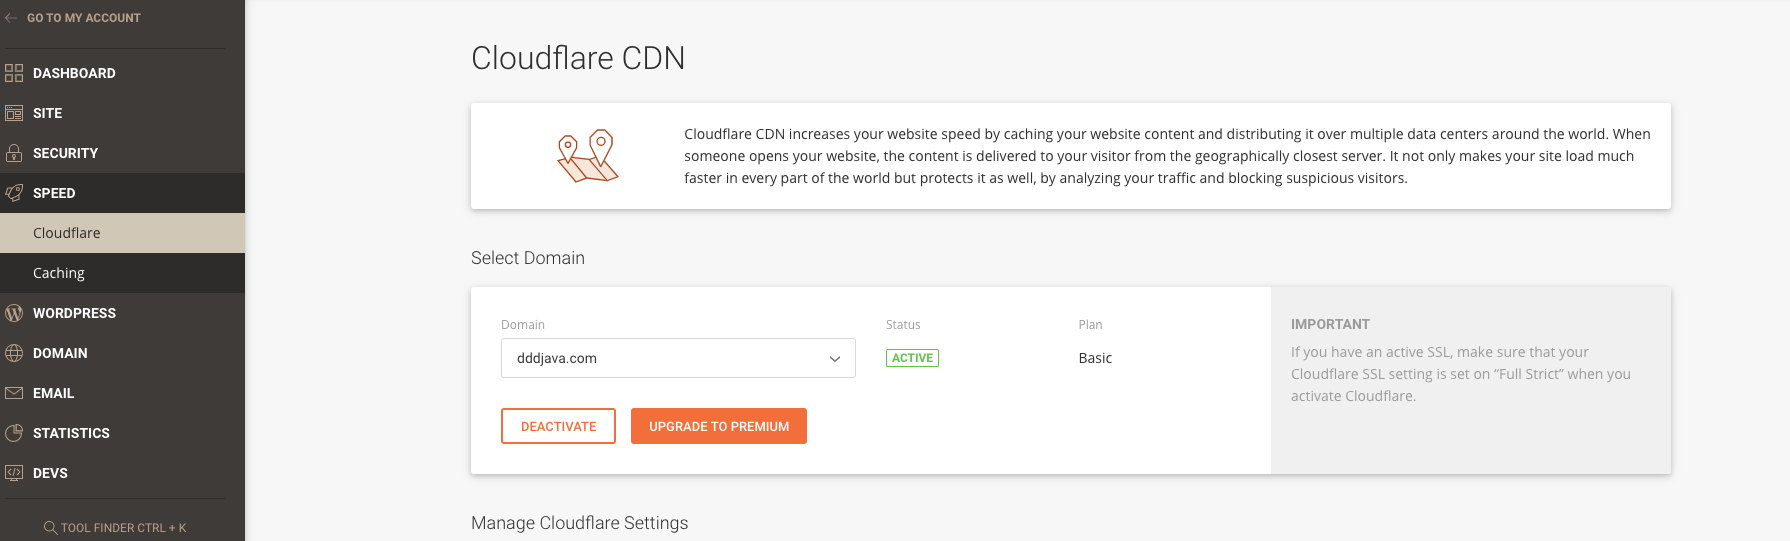 GO TO MY ACCOUNT
DASHBOARD
SITE
SECURITY
SPEED
Cloudflare
Caching
WORDPRESS
DOMAIN
EMAIL
STATISTICS
DEVS
TOOL FINDER CTRL + K
Cloudflare CDN
Cloudflare CDN increases your website speed by caching your website content and distributing it over multiple data centers around the world. When
someone opens your website, the content is delivered to your visitor from the geographically closest server. It not only makes your site load much
faster in every part of the world but protects it as well, by analyzing your traffic and blocking suspicious visitors.
Select Domain
Domain
dddjava.com
Status
ACTIVE
Plan
Basic
DEACTIVATE
UPGRADE TO PREMIUM
IMPORTANT
If you have an active SSL, make sure that your
Cloudflare SSL setting is set on “Full Strict” when you
activate Cloudflare.
Manage Cloudflare Settings